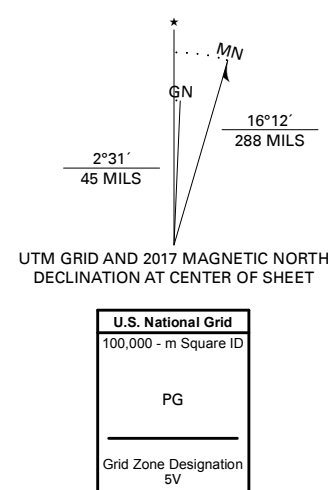 ★
MN
GN
16°12´
288 MILS
2°31´
45 MILS
UTM GRID AND 2017 MAGNETIC NORTH
DECLINATION AT CENTER OF SHEET
U.S. National Grid
100,000 - m Square ID
PG
Grid Zone Designation
5V